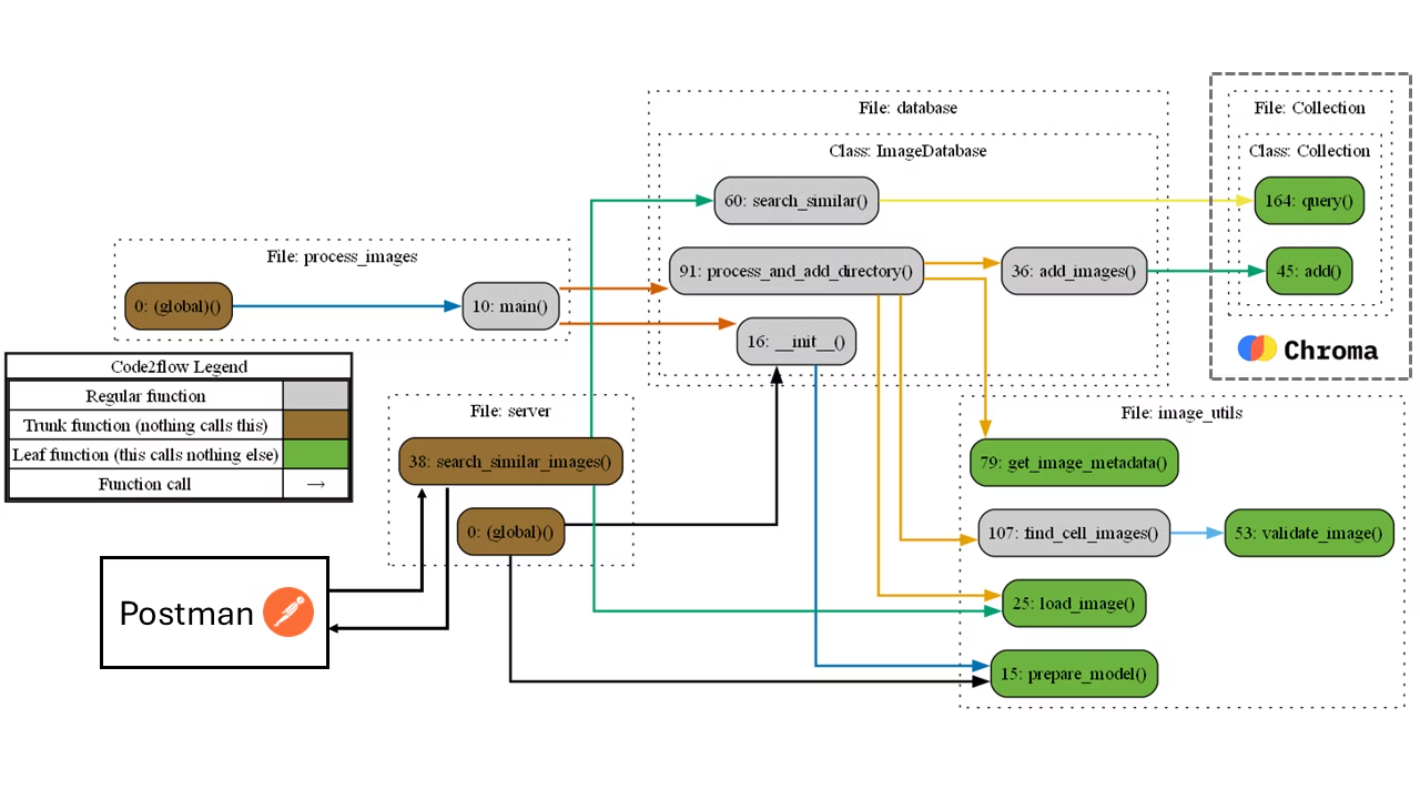 File: database
File: Collection
Class: ImageDatabase
Class: Collection
60: search_similar()
164: query()
File: process_images
91: process_and_add_directory()
36: add_images()
45: add()
0: (global)()
10: main()
16: __init__()
Chroma
Code2flow Legend
Regular function
Trunk function (nothing calls this)
Leaf function (this calls nothing else)
Function call
→
File: server
File: image_utils
38: search_similar_images()
79: get_image_metadata()
0: (global)()
107: find_cell_images()
53: validate_image()
Postman
25: load_image()
15: prepare_model()